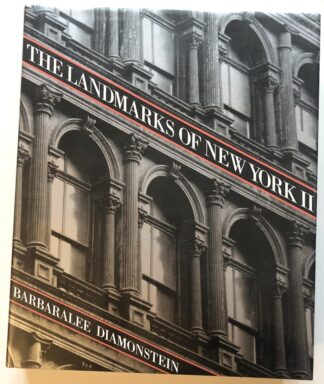 THE LANDMARKS OF NEW YORK II
BARBARALEE DIAMONSTEIN